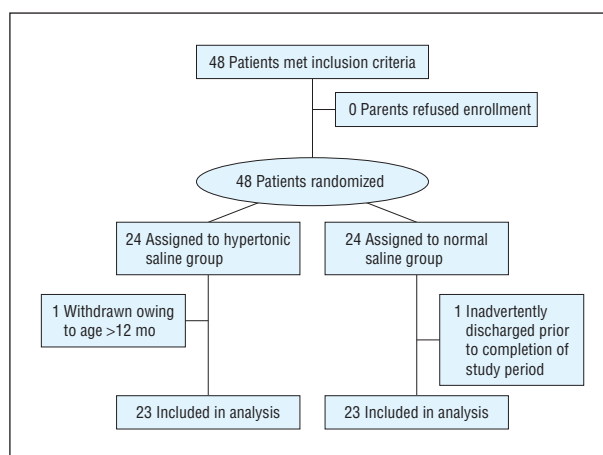 48 Patients met inclusion criteria
0 Parents refused enrollment
48 Patients randomized
24 Assigned to hypertonic
saline group
24 Assigned to normal
saline group
1 Withdrawn owing
to age >12 mo
1 Inadvertently
discharged prior
to completion of
study period
23 Included in analysis
23 Included in analysis